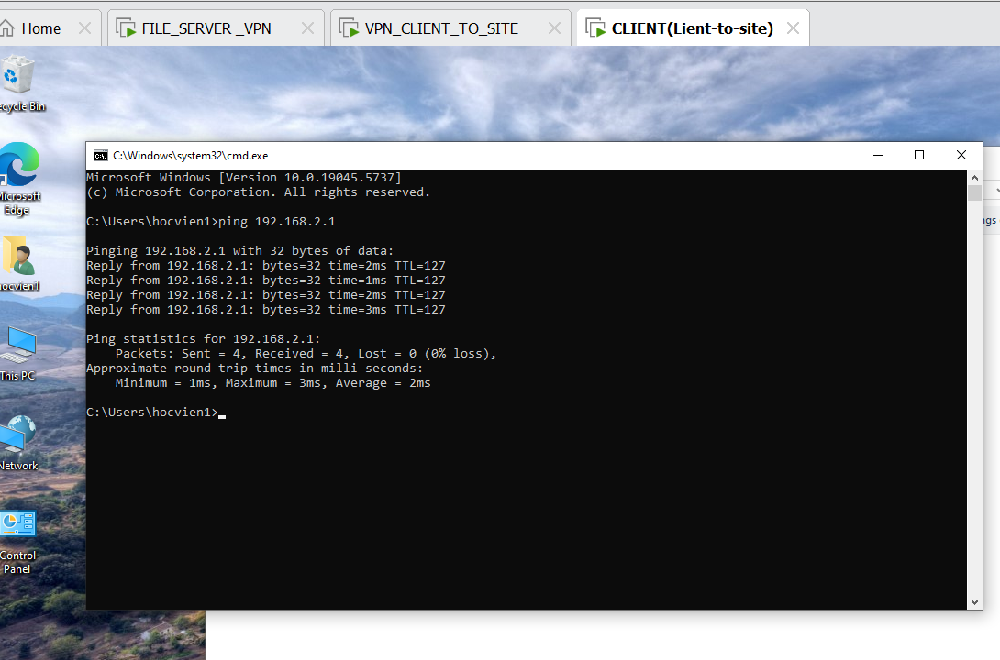 Home
FILE_SERVER _VPN
VPN_CLIENT_TO_SITE
CLIENT(Lient-to-site)
ecycle Bin
Microsoft
Edge
hocvien1
This PC
Network
Control
Panel
C:\Windows\system32\cmd.exe
Microsoft Windows [Version 10.0.19045.5737]
(c) Microsoft Corporation. All rights reserved.
C:\Users\hocvien1>ping 192.168.2.1
Pinging 192.168.2.1 with 32 bytes of data:
Reply from 192.168.2.1: bytes=32 time=2ms TTL=127
Reply from 192.168.2.1: bytes=32 time=1ms TTL=127
Reply from 192.168.2.1: bytes=32 time=2ms TTL=127
Reply from 192.168.2.1: bytes=32 time=3ms TTL=127
Ping statistics for 192.168.2.1:
Packets: Sent = 4, Received = 4, Lost = 0 (0% loss),
Approximate round trip times in milli-seconds:
Minimum = 1ms, Maximum = 3ms, Average = 2ms
C:\Users\hocvien1>
ngs